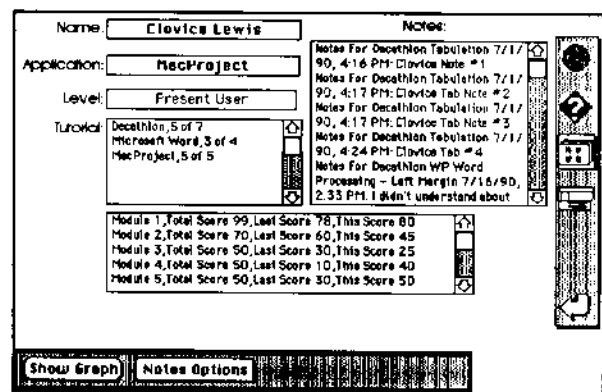 Name: Clovice Lewis
Application: MacProject
Level: Present User
Tutorial: Decathlon,5 of 7
Microsoft Word,3 of 4
MacProject,5 of 5
Notes:
Notes For Decathlon Tabulation 7/1/
90, 4:16 PM: Clovice Note #1
Notes For Decathlon Tabulation 7/1/
90, 4:17 PM: Clovice Tab Note #2
Notes For Decathlon Tabulation 7/1/
90, 4:17 PM: Clovice Tab Note #3
Notes For Decathlon Tabulation 7/1/
90, 4:24 PM: Clovice Tab #4
Notes For Decathlon WP Word
Processing - Left Margin 7/16/90,
2:33 PM: I didn't understand about
Module 1,Total Score 99,Last Score 78,This Score 80
Module 2,Total Score 70,Last Score 60,This Score 45
Module 3,Total Score 50,Last Score 30,This Score 25
Module 4,Total Score 50,Last Score 10,This Score 40
Module 5,Total Score 50,Last Score 30,This Score 50
Show Graph
Notes Options